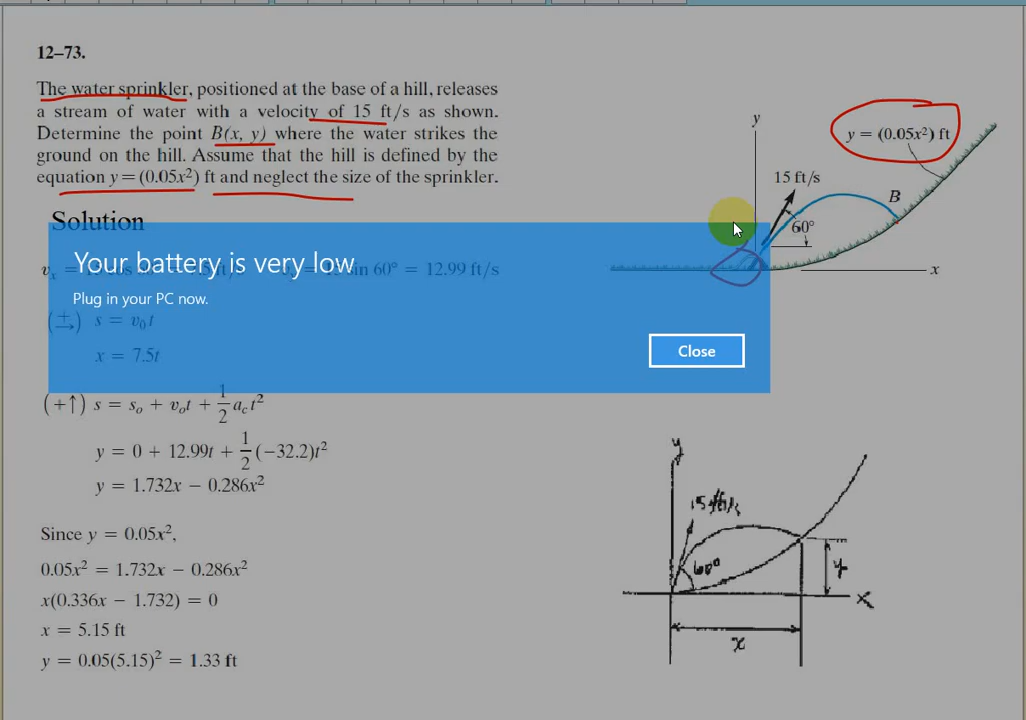 12–73.
The water sprinkler, positioned at the base of a hill, releases
a stream of water with a velocity of 15 ft/s as shown.
Determine the point B(x, y) where the water strikes the
ground on the hill. Assume that the hill is defined by the
equation y = (0.05x²) ft and neglect the size of the sprinkler.
y
y = (0.05x²) ft
15 ft/s
B
60°
x
Solution
Your battery is very low
sin 60° = 12.99 ft/s
Plug in your PC now.
(+→) s = v₀t
x = 7.5t
Close
(+↑) s = sₒ + vₒt + 1/2 a꜀t²
y = 0 + 12.99t + 1/2 (−32.2)t²
y = 1.732x − 0.286x²
Since y = 0.05x²,
0.05x² = 1.732x − 0.286x²
x(0.336x − 1.732) = 0
x = 5.15 ft
y = 0.05(5.15)² = 1.33 ft
y
15 ft/s
60°
y
x
x